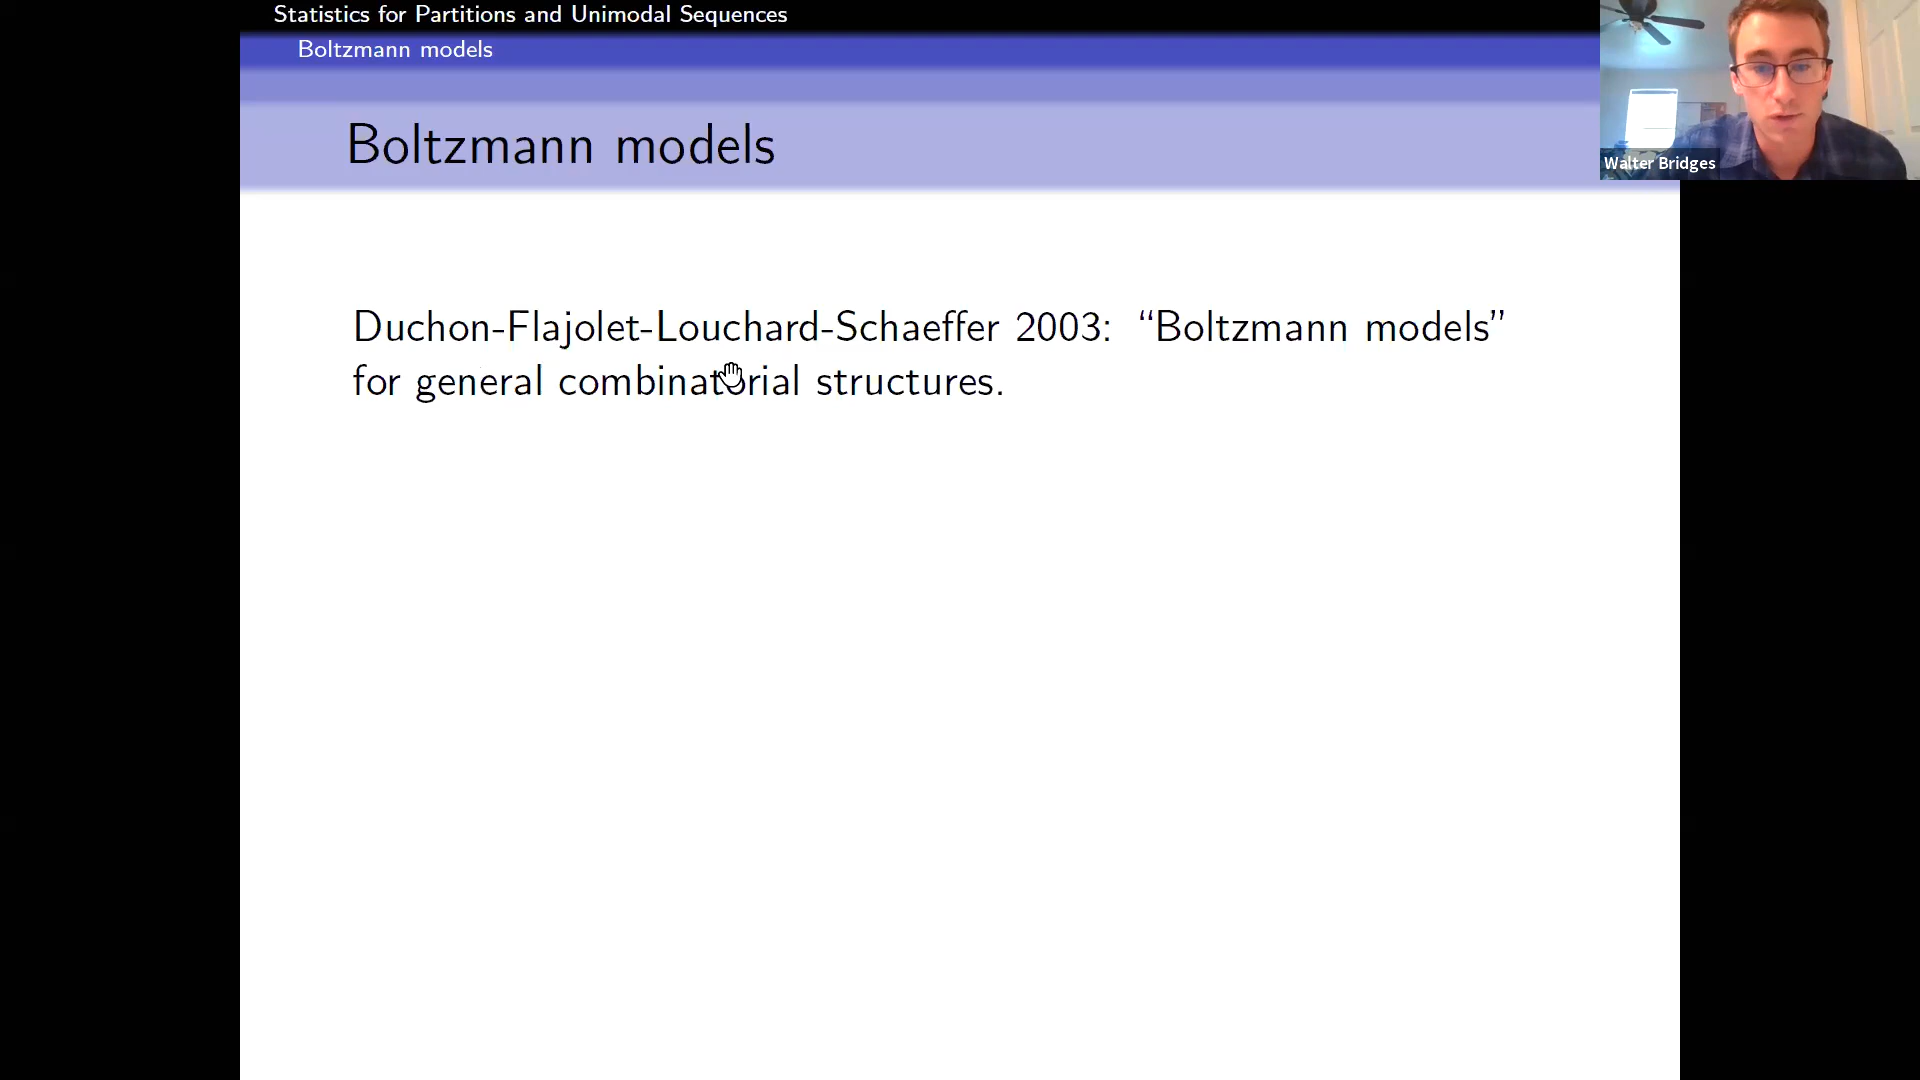 Statistics for Partitions and Unimodal Sequences
Boltzmann models
Boltzmann models
Walter Bridges
Duchon-Flajolet-Louchard-Schaeffer 2003: “Boltzmann models”
for general combinatorial structures.